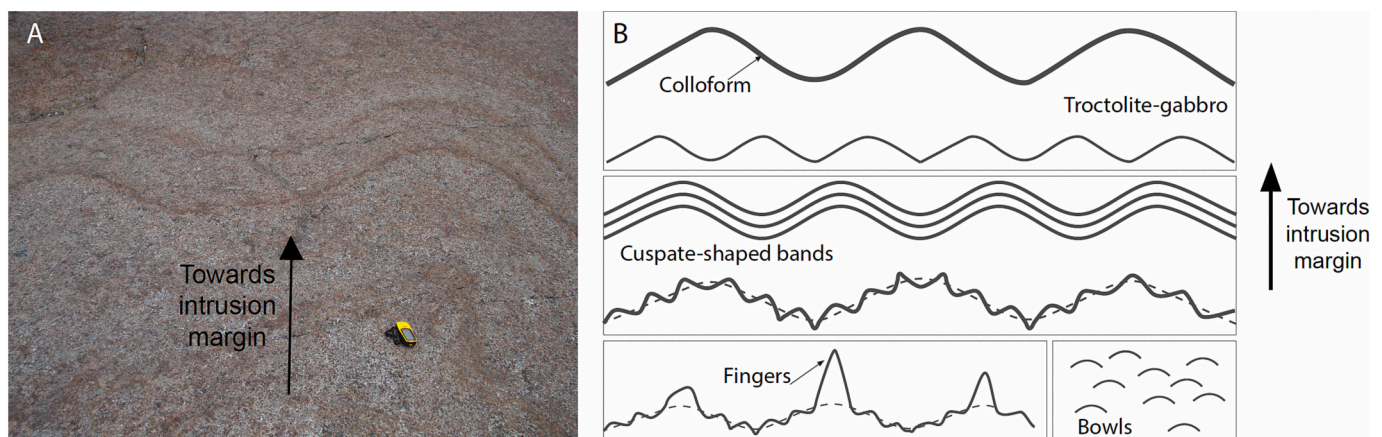 A
Towards
intrusion
margin
B
Colloform
Troctolite-gabbro
Cuspate-shaped bands
Fingers
Bowls
Towards
intrusion
margin